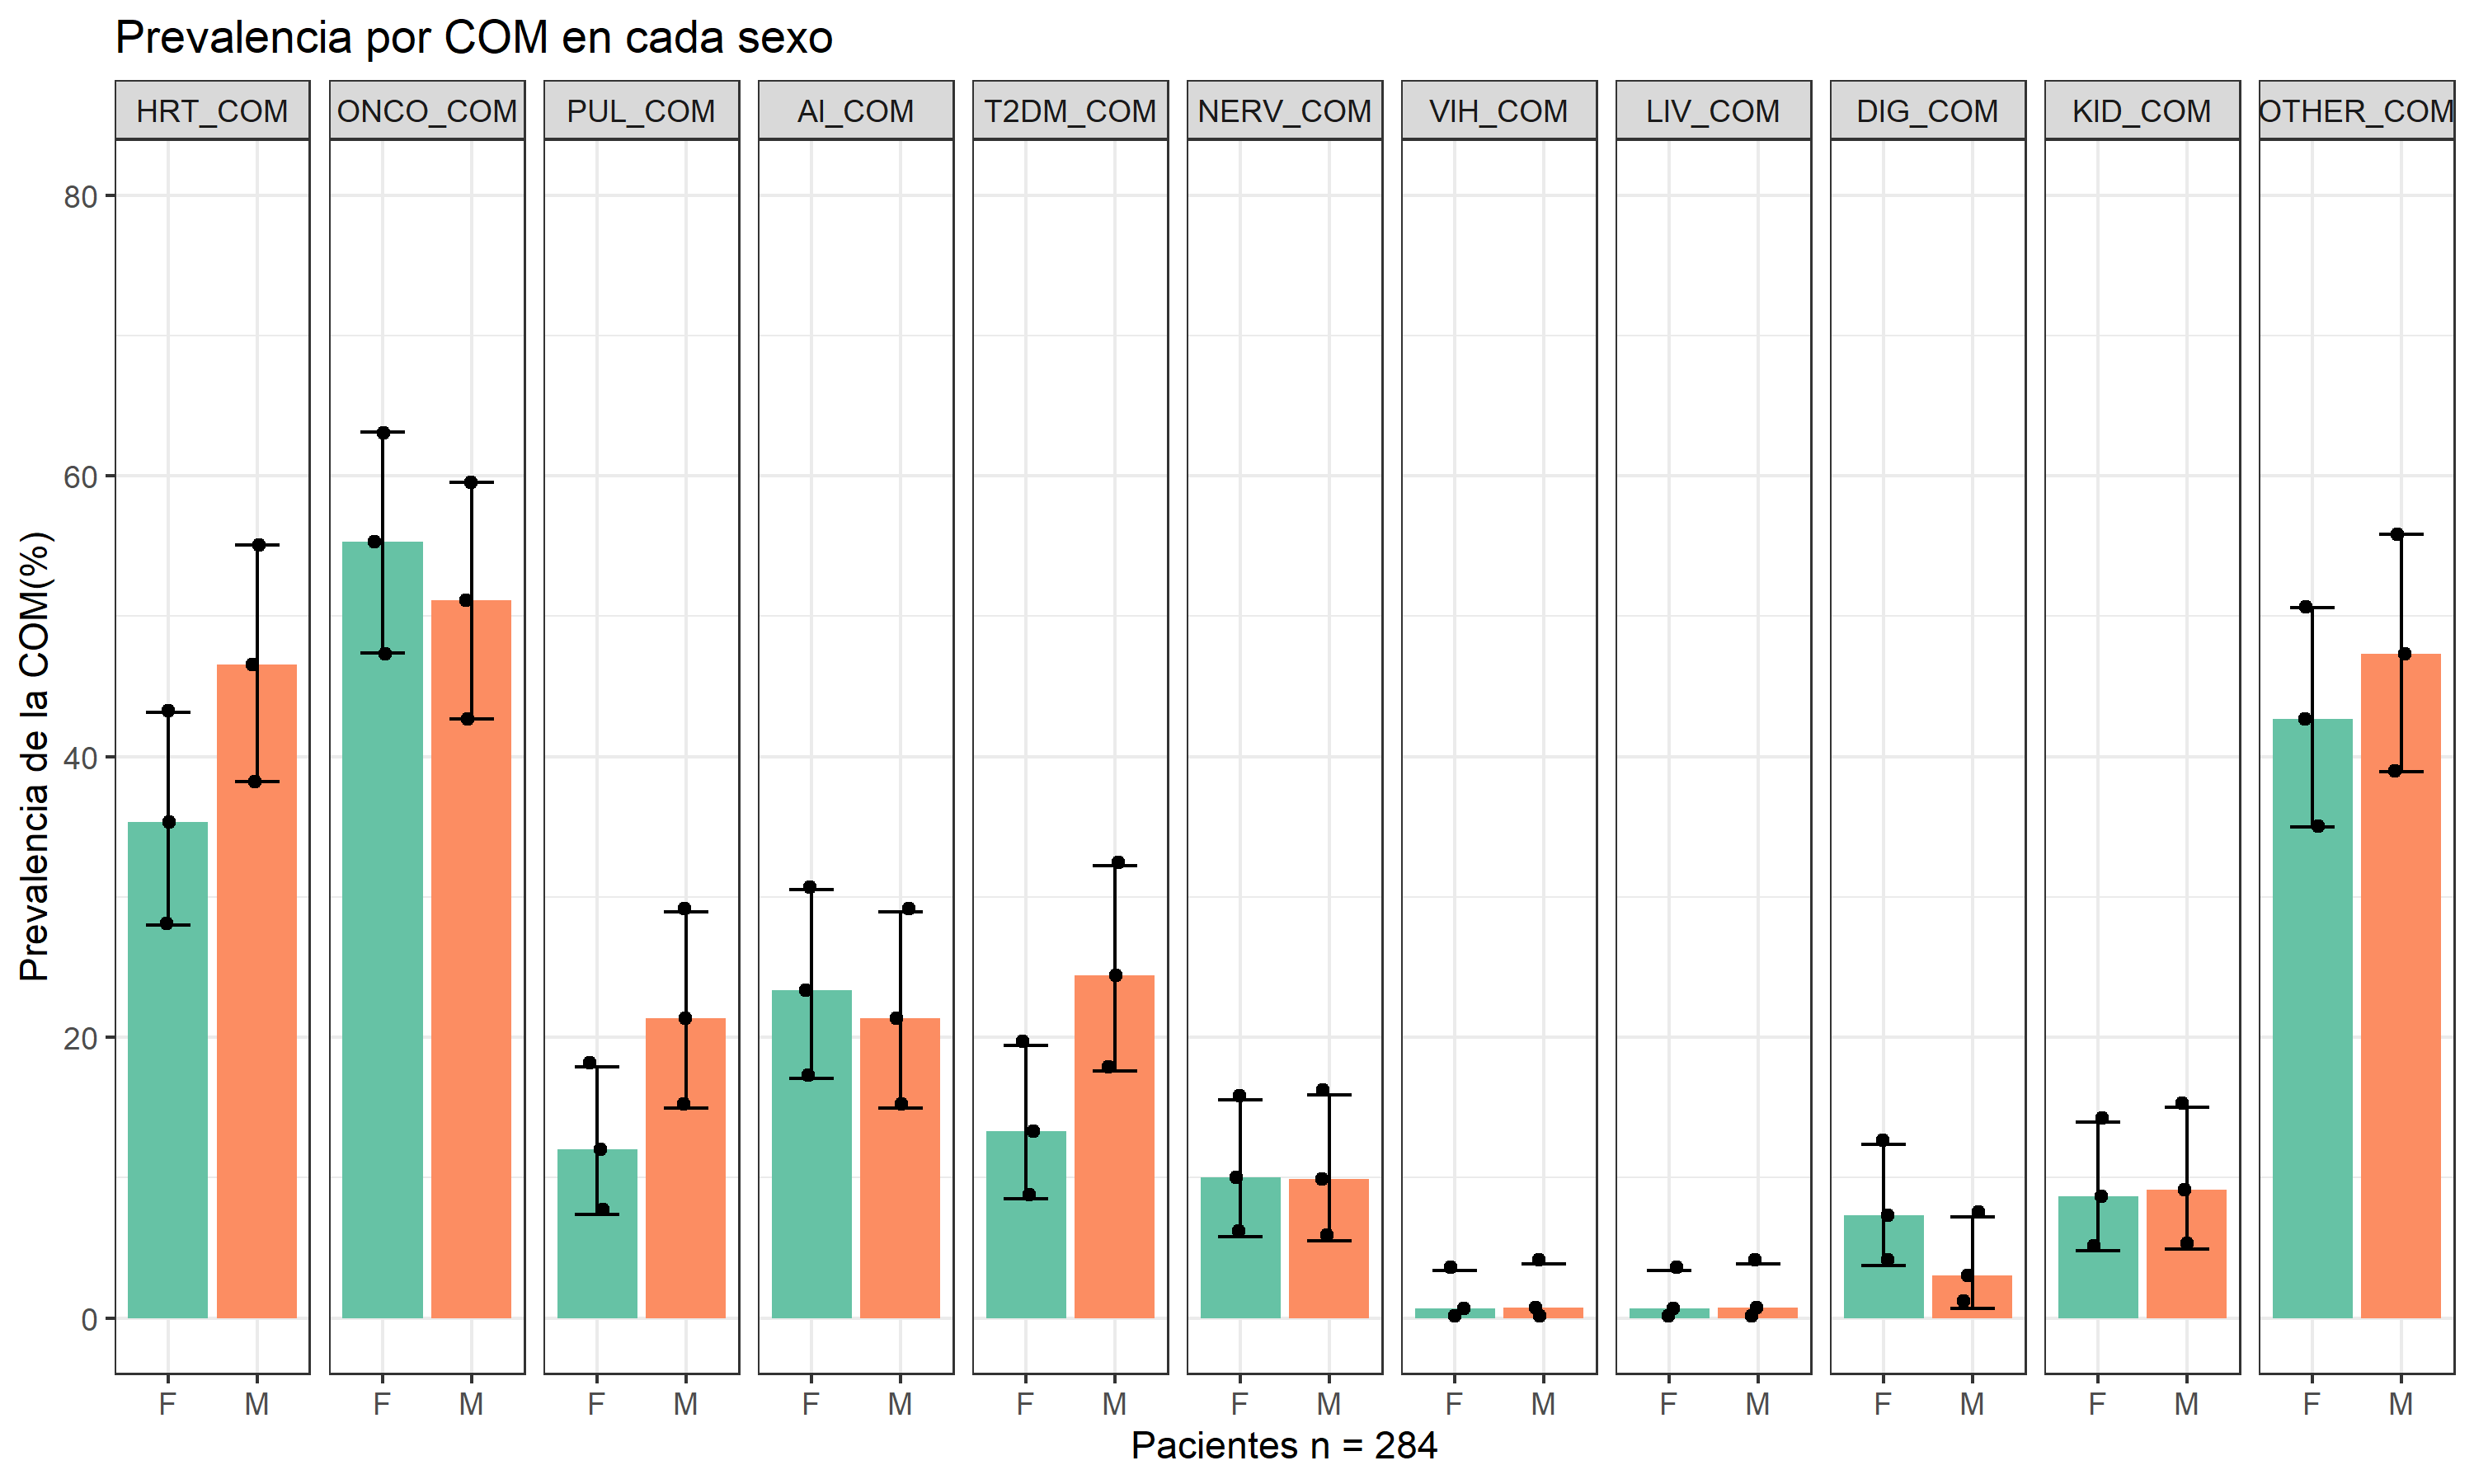 Prevalencia por COM en cada sexo
HRT_COM ONCO_COM PUL_COM AI_COM T2DM_COM NERV_COM VIH_COM LIV_COM DIG_COM KID_COM OTHER_COM
Prevalencia de la COM(%)
80
60
40
20
0
F M F M F M F M F M F M F M F M F M F M F M
Pacientes n = 284